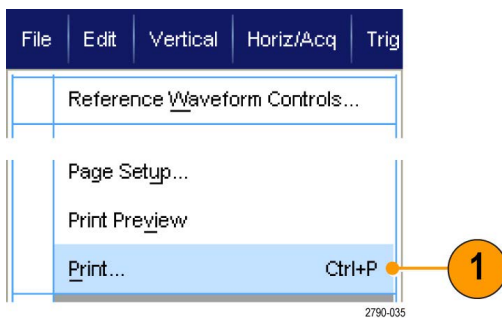 File Edit Vertical Horiz/Acq Trig
Reference Waveform Controls...
Page Setup...
Print Preview
Print... Ctrl+P
1
2790-035